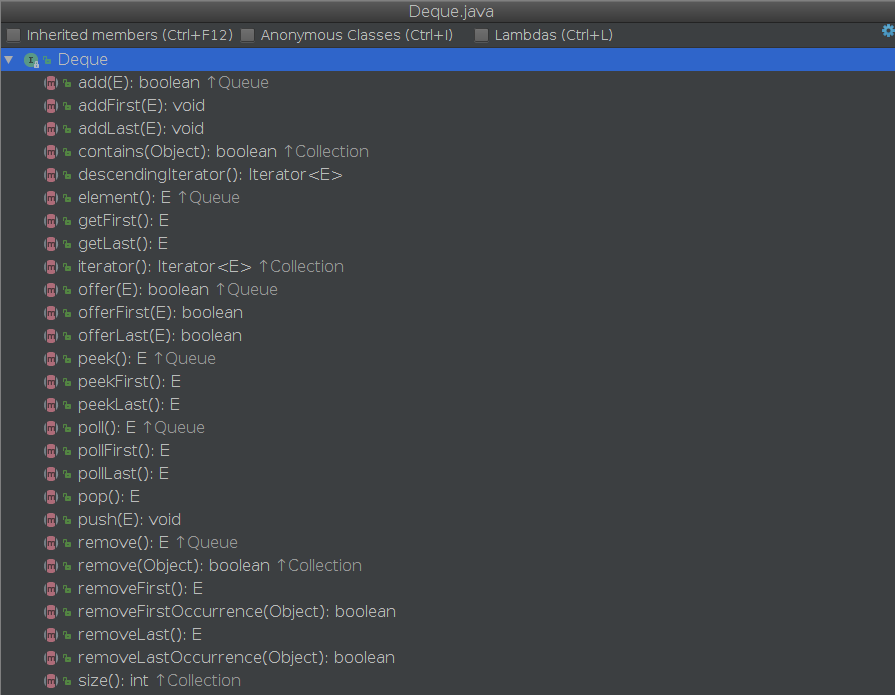 Deque.java
Inherited members (Ctrl+F12) Anonymous Classes (Ctrl+I) Lambdas (Ctrl+L)
Deque
add(E): boolean ↑Queue
addFirst(E): void
addLast(E): void
contains(Object): boolean ↑Collection
descendingIterator(): Iterator<E>
element(): E ↑Queue
getFirst(): E
getLast(): E
iterator(): Iterator<E> ↑Collection
offer(E): boolean ↑Queue
offerFirst(E): boolean
offerLast(E): boolean
peek(): E ↑Queue
peekFirst(): E
peekLast(): E
poll(): E ↑Queue
pollFirst(): E
pollLast(): E
pop(): E
push(E): void
remove(): E ↑Queue
remove(Object): boolean ↑Collection
removeFirst(): E
removeFirstOccurrence(Object): boolean
removeLast(): E
removeLastOccurrence(Object): boolean
size(): int ↑Collection